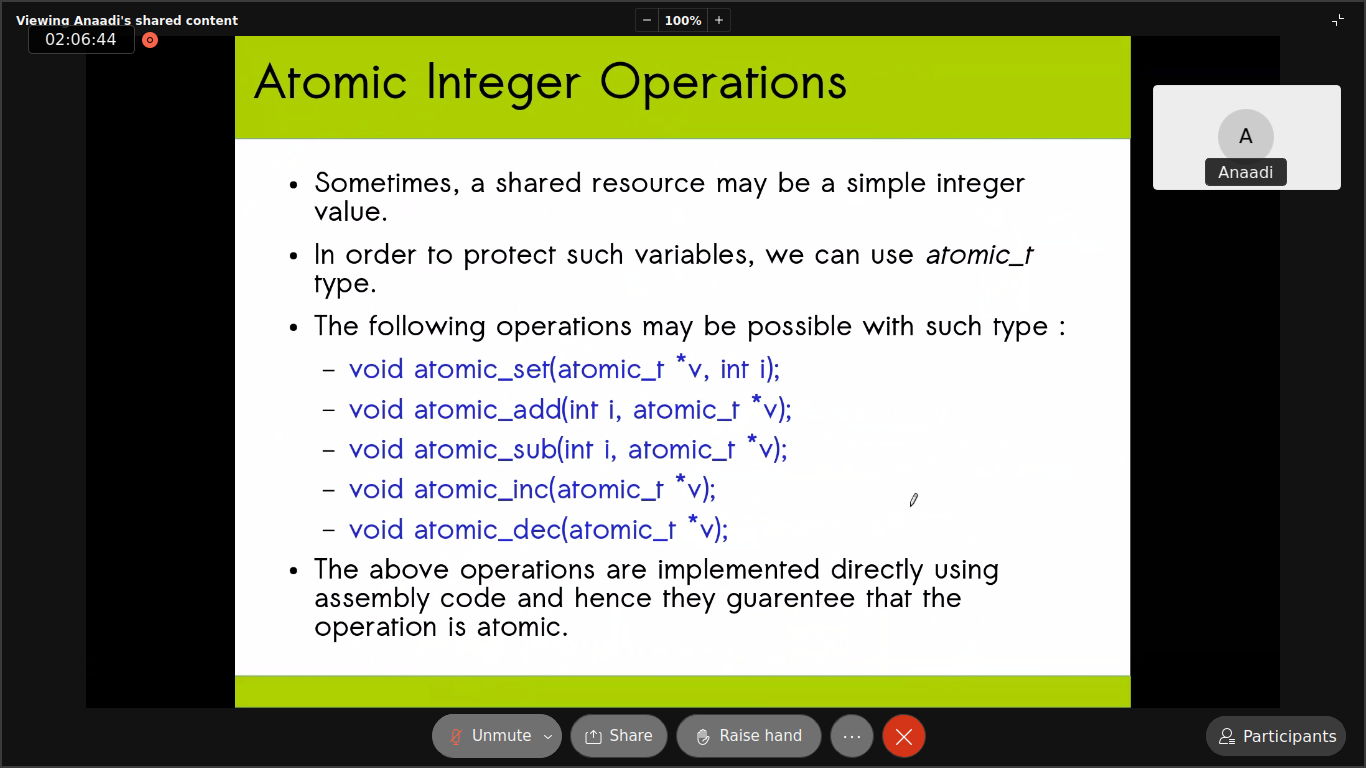 Viewing Anaadi's shared content
− 100% +
02:06:44
Atomic Integer Operations
A
Anaadi
• Sometimes, a shared resource may be a simple integer
value.
• In order to protect such variables, we can use atomic_t
type.
• The following operations may be possible with such type :
– void atomic_set(atomic_t *v, int i);
– void atomic_add(int i, atomic_t *v);
– void atomic_sub(int i, atomic_t *v);
– void atomic_inc(atomic_t *v);
– void atomic_dec(atomic_t *v);
• The above operations are implemented directly using
assembly code and hence they guarentee that the
operation is atomic.
Unmute Share Raise hand ... Participants